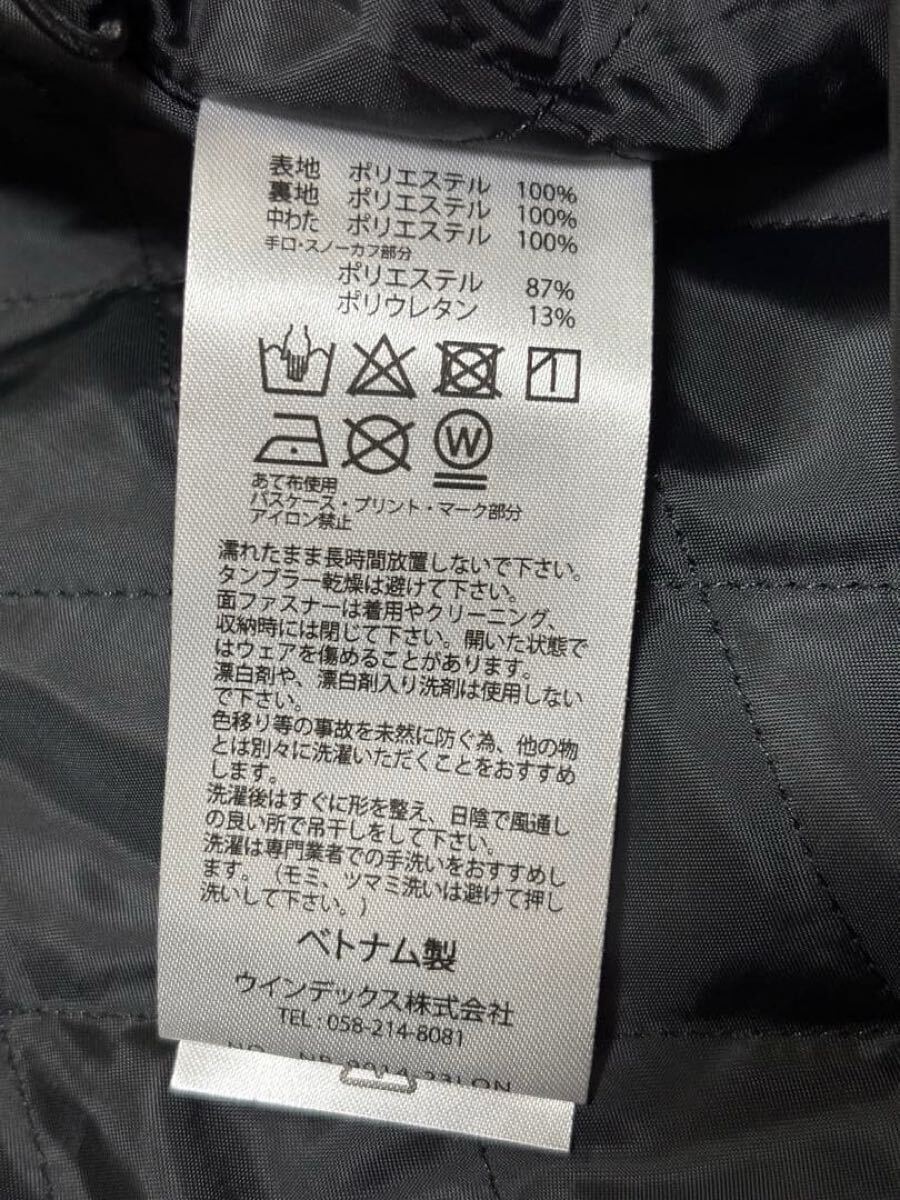 表地 ポリエステル 100%
裏地 ポリエステル 100%
中わた ポリエステル 100%
手口・スノーカフ部分
ポリエステル 87%
ポリウレタン 13%
W
あて布使用
パスケース・プリント・マーク部分
アイロン禁止
濡れたまま長時間放置しないで下さい。
タンブラー乾燥は避けて下さい。
面ファスナーは着用やクリーニング、
収納時には閉じて下さい。開いた状態で
はウェアを傷めることがあります。
漂白剤や、漂白剤入り洗剤は使用しない
で下さい。
色移り等の事故を未然に防ぐ為、他の物
とは別々に洗濯いただくことをおすすめ
します。
洗濯後はすぐに形を整え、日陰で風通し
の良い所で吊干しをして下さい。
洗濯は専門業者での手洗いをおすすめし
ます。（モミ、ツマミ洗いは避けて押し
洗いして下さい。）
ベトナム製
ウインデックス株式会社
TEL：058-214-8081